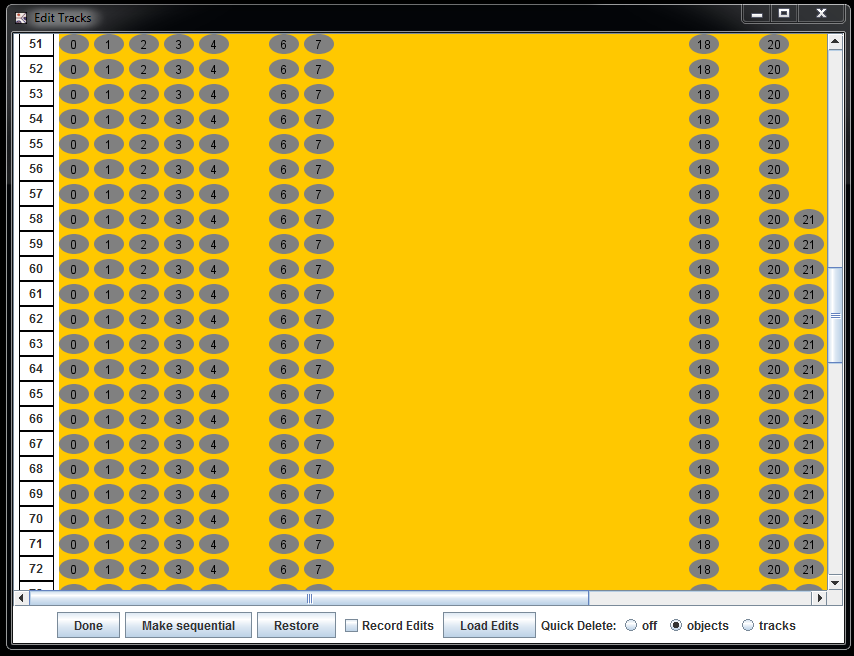 Edit Tracks
51 0 1 2 3 4 6 7 18 20
52 0 1 2 3 4 6 7 18 20
53 0 1 2 3 4 6 7 18 20
54 0 1 2 3 4 6 7 18 20
55 0 1 2 3 4 6 7 18 20
56 0 1 2 3 4 6 7 18 20
57 0 1 2 3 4 6 7 18 20
58 0 1 2 3 4 6 7 18 20 21
59 0 1 2 3 4 6 7 18 20 21
60 0 1 2 3 4 6 7 18 20 21
61 0 1 2 3 4 6 7 18 20 21
62 0 1 2 3 4 6 7 18 20 21
63 0 1 2 3 4 6 7 18 20 21
64 0 1 2 3 4 6 7 18 20 21
65 0 1 2 3 4 6 7 18 20 21
66 0 1 2 3 4 6 7 18 20 21
67 0 1 2 3 4 6 7 18 20 21
68 0 1 2 3 4 6 7 18 20 21
69 0 1 2 3 4 6 7 18 20 21
70 0 1 2 3 4 6 7 18 20 21
71 0 1 2 3 4 6 7 18 20 21
72 0 1 2 3 4 6 7 18 20 21
Done Make sequential Restore Record Edits Load Edits Quick Delete: off objects tracks